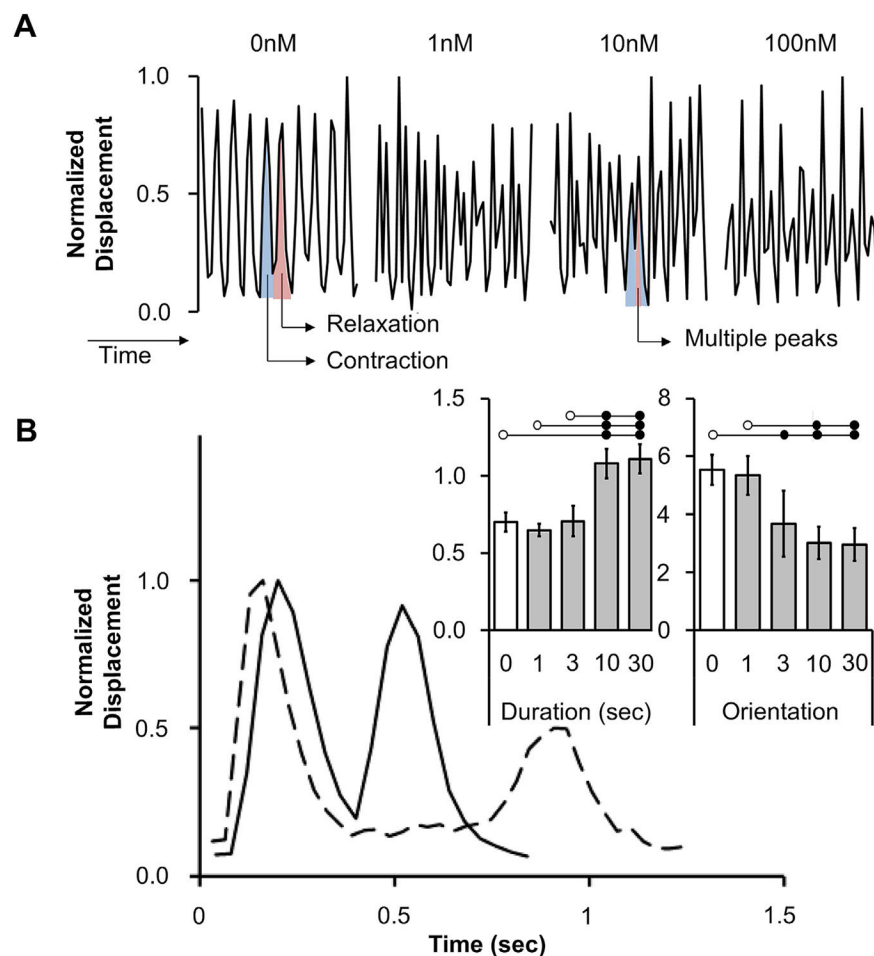 A
0nM 1nM 10nM 100nM
Normalized
Displacement
1.0
0.5
0.0
Time
Relaxation
Contraction
Multiple peaks
B
Normalized
Displacement
1.0
0.5
0.0
0 0.5 1 1.5
Time (sec)
1.5
1.0
0.5
0.0
0 1 3 10 30
Duration (sec)
8
6
4
2
0
0 1 3 10 30
Orientation